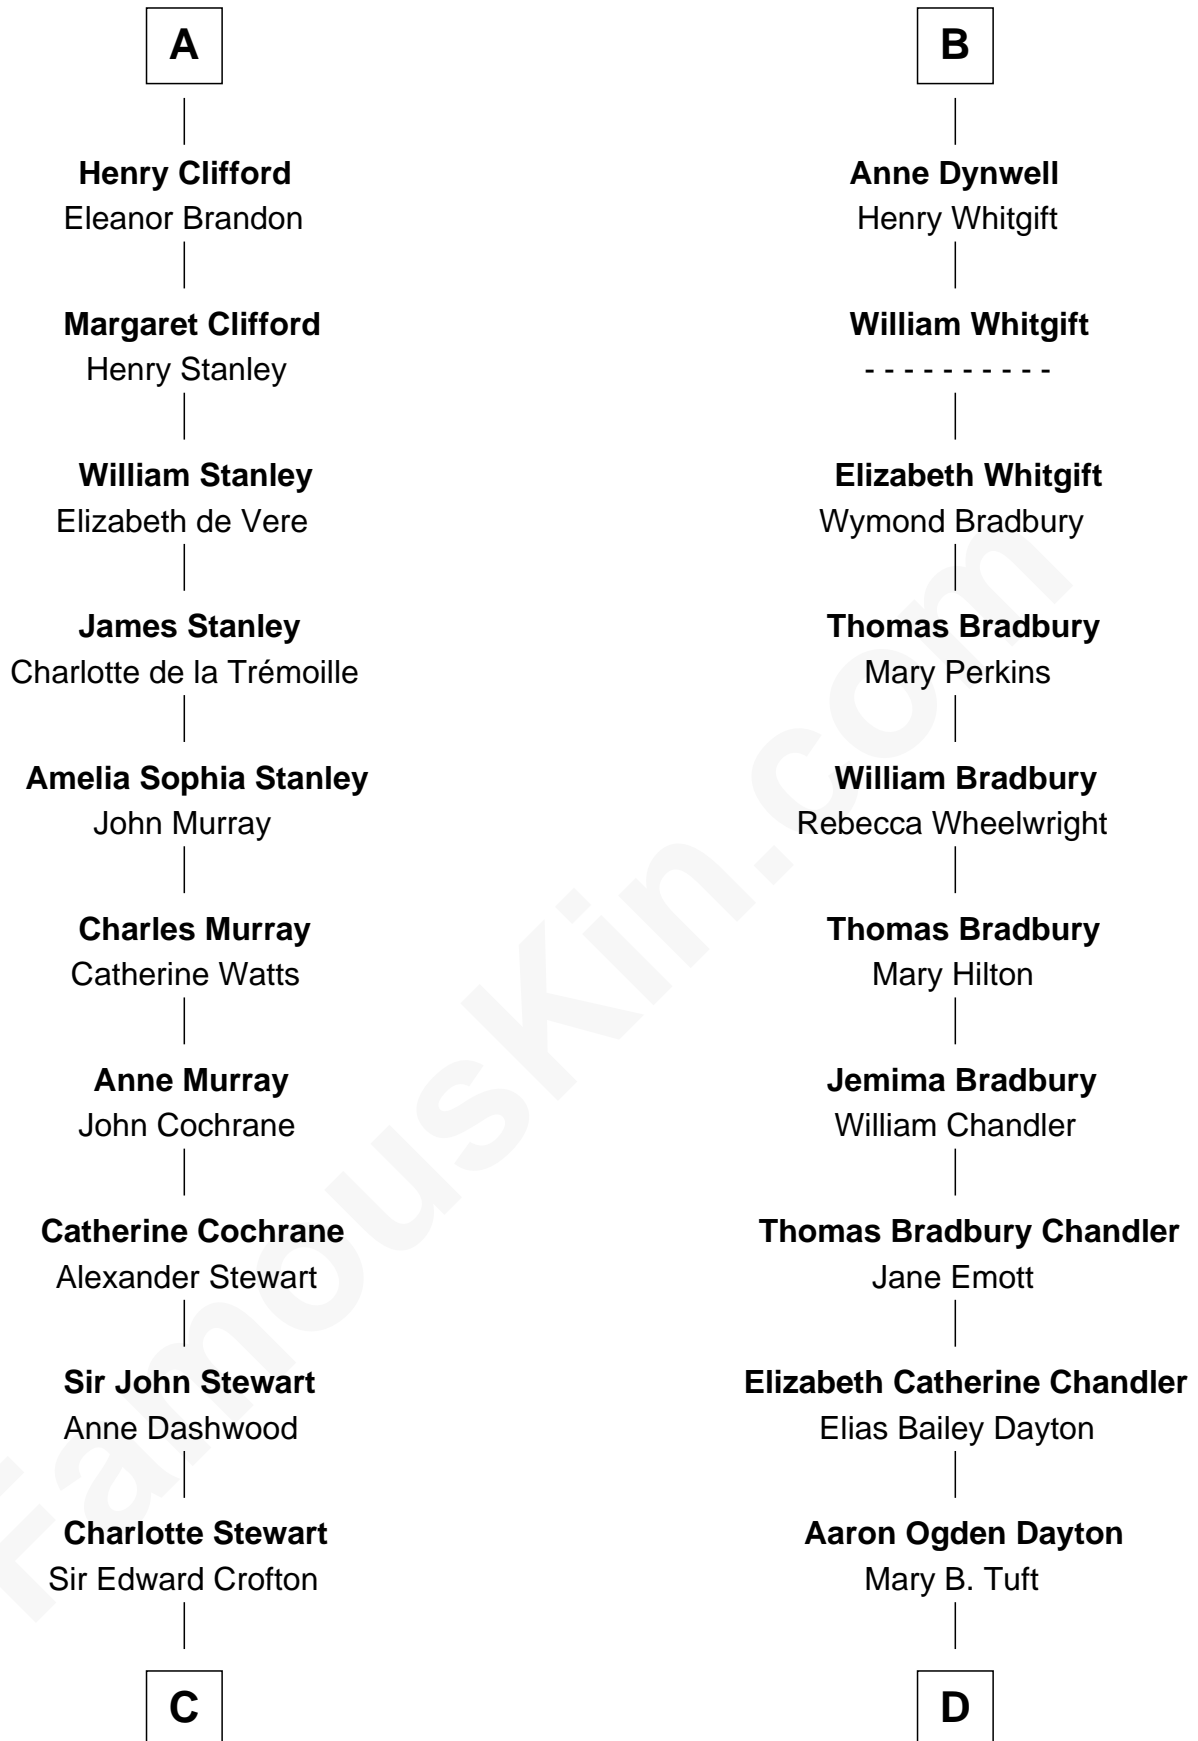 A
Henry Clifford
Eleanor Brandon
Margaret Clifford
Henry Stanley
William Stanley
Elizabeth de Vere
James Stanley
Charlotte de la Trémoille
Amelia Sophia Stanley
John Murray
Charles Murray
Catherine Watts
Anne Murray
John Cochrane
Catherine Cochrane
Alexander Stewart
Sir John Stewart
Anne Dashwood
Charlotte Stewart
Sir Edward Crofton
C
B
Anne Dynwell
Henry Whitgift
William Whitgift
- - - - - - - - - -
Elizabeth Whitgift
Wymond Bradbury
Thomas Bradbury
Mary Perkins
William Bradbury
Rebecca Wheelwright
Thomas Bradbury
Mary Hilton
Jemima Bradbury
William Chandler
Thomas Bradbury Chandler
Jane Emott
Elizabeth Catherine Chandler
Elias Bailey Dayton
Aaron Ogden Dayton
Mary B. Tuft
D
FamousKin.com